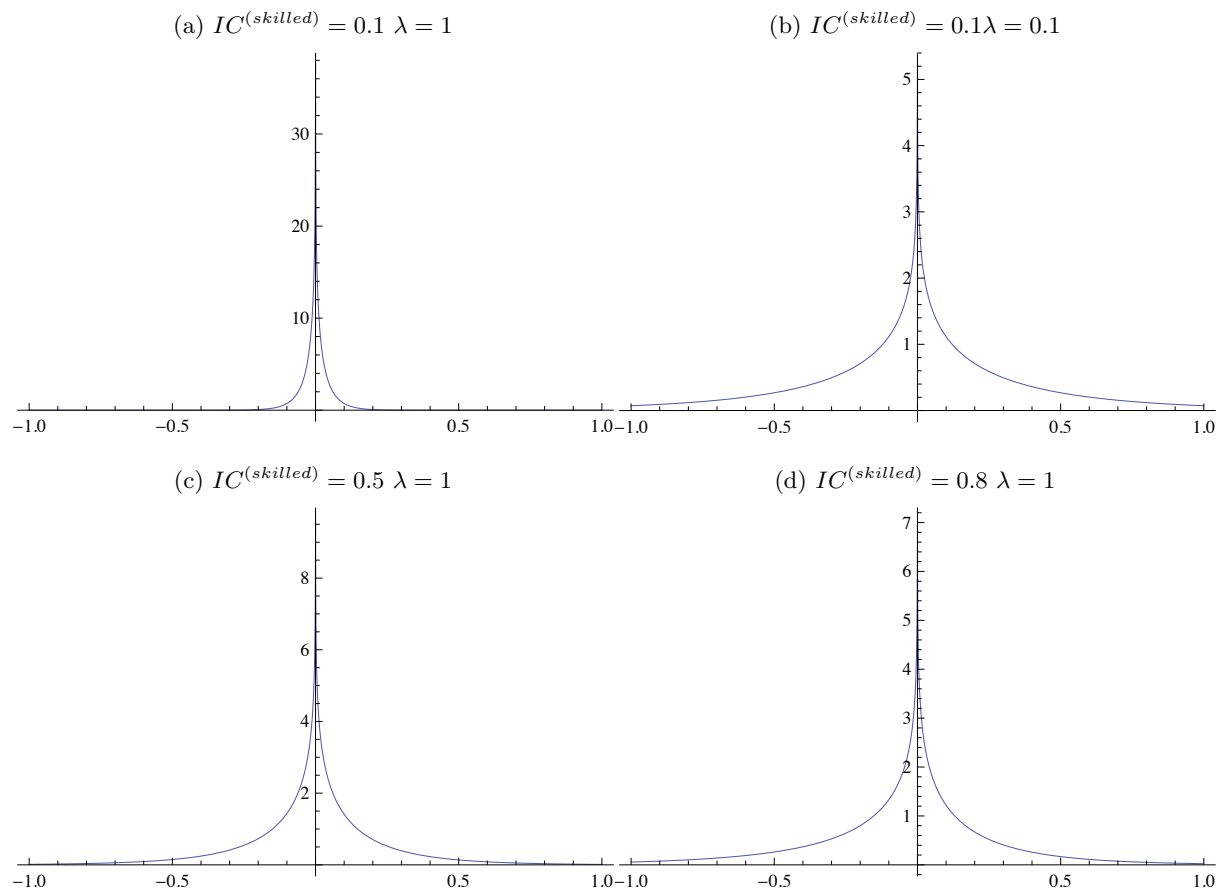 (a) IC^(skilled) = 0.1 λ = 1
30
20
10
−1.0 −0.5 0.5 1.0
(b) IC^(skilled) = 0.1λ = 0.1
5
4
3
2
1
−1.0 −0.5 0.5 1.0
(c) IC^(skilled) = 0.5 λ = 1
8
6
4
2
−1.0 −0.5 0.5 1.0
(d) IC^(skilled) = 0.8 λ = 1
7
6
5
4
3
2
1
−1.0 −0.5 0.5 1.0